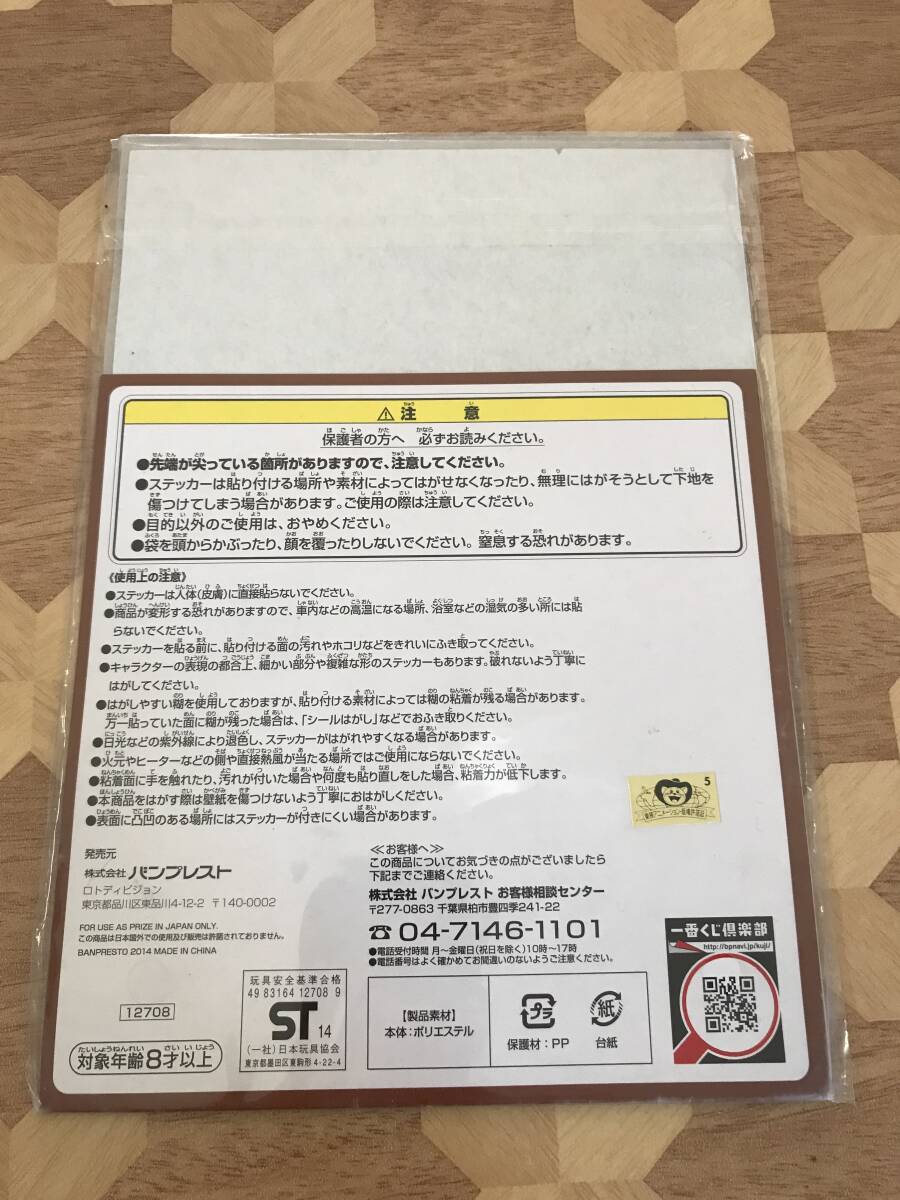 ⚠注意
保護者の方へ 必ずお読みください。
●先端が尖っている箇所がありますので、注意してください。
●ステッカーは貼り付ける場所や素材によってはがせなくなったり、無理にはがそうとして下地を
傷つけてしまう場合があります。ご使用の際は注意してください。
●目的以外のご使用は、おやめください。
●袋を頭からかぶったり、顔を覆ったりしないでください。窒息する恐れがあります。
《使用上の注意》
●ステッカーは人体(皮膚)に直接貼らないでください。
●商品が変形する恐れがありますので、車内などの高温になる場所、浴室などの湿気の多い所には貼
らないでください。
●ステッカーを貼る前に、貼り付ける面の汚れやホコリなどをきれいにふき取ってください。
●キャラクターの表現の都合上、細かい部分や複雑な形のステッカーもあります。破れないよう丁寧に
はがしてください。
●はがしやすい糊を使用しておりますが、貼り付ける素材によっては糊の粘着が残る場合があります。
万一貼っていた面に糊が残った場合は、「シールはがし」などでおふき取りください。
●日光などの紫外線により退色し、ステッカーがはがれやすくなる場合があります。
●火元やヒーターなどの側や直接熱風が当たる場所ではご使用にならないでください。
●粘着面に手を触れたり、汚れが付いた場合や何度も貼り直しをした場合、粘着力が低下します。
●本商品をはがす際は壁紙を傷つけないよう丁寧におはがしください。
●表面に凸凹のある場所にはステッカーが付きにくい場合があります。
5
東映アニメーション版権許諾証
発売元
株式会社 バンプレスト
ロトディビジョン
東京都品川区東品川4-12-2 〒140-0002
FOR USE AS PRIZE IN JAPAN ONLY.
この商品は日本国外での使用及び販売は許諾されておりません。
BANPRESTO 2014 MADE IN CHINA
≪お客様へ≫
この商品についてお気づきの点がございましたら
下記までご連絡ください。
株式会社 バンプレスト お客様相談センター
〒277-0863 千葉県柏市豊四季241-22
☎04-7146-1101
●電話受付時間 月～金曜日(祝日を除く)10時～17時
●電話番号はよく確かめてお間違いのないようご注意ください。
一番くじ倶楽部
http://bpnavi.jp/kuji/
12708
対象年齢8才以上
玩具安全基準合格
49 83164 12708 9
ST 14
(一社)日本玩具協会
東京都墨田区東駒形4-22-4
【製品素材】
本体:ポリエステル
プラ
保護材:PP
紙
台紙